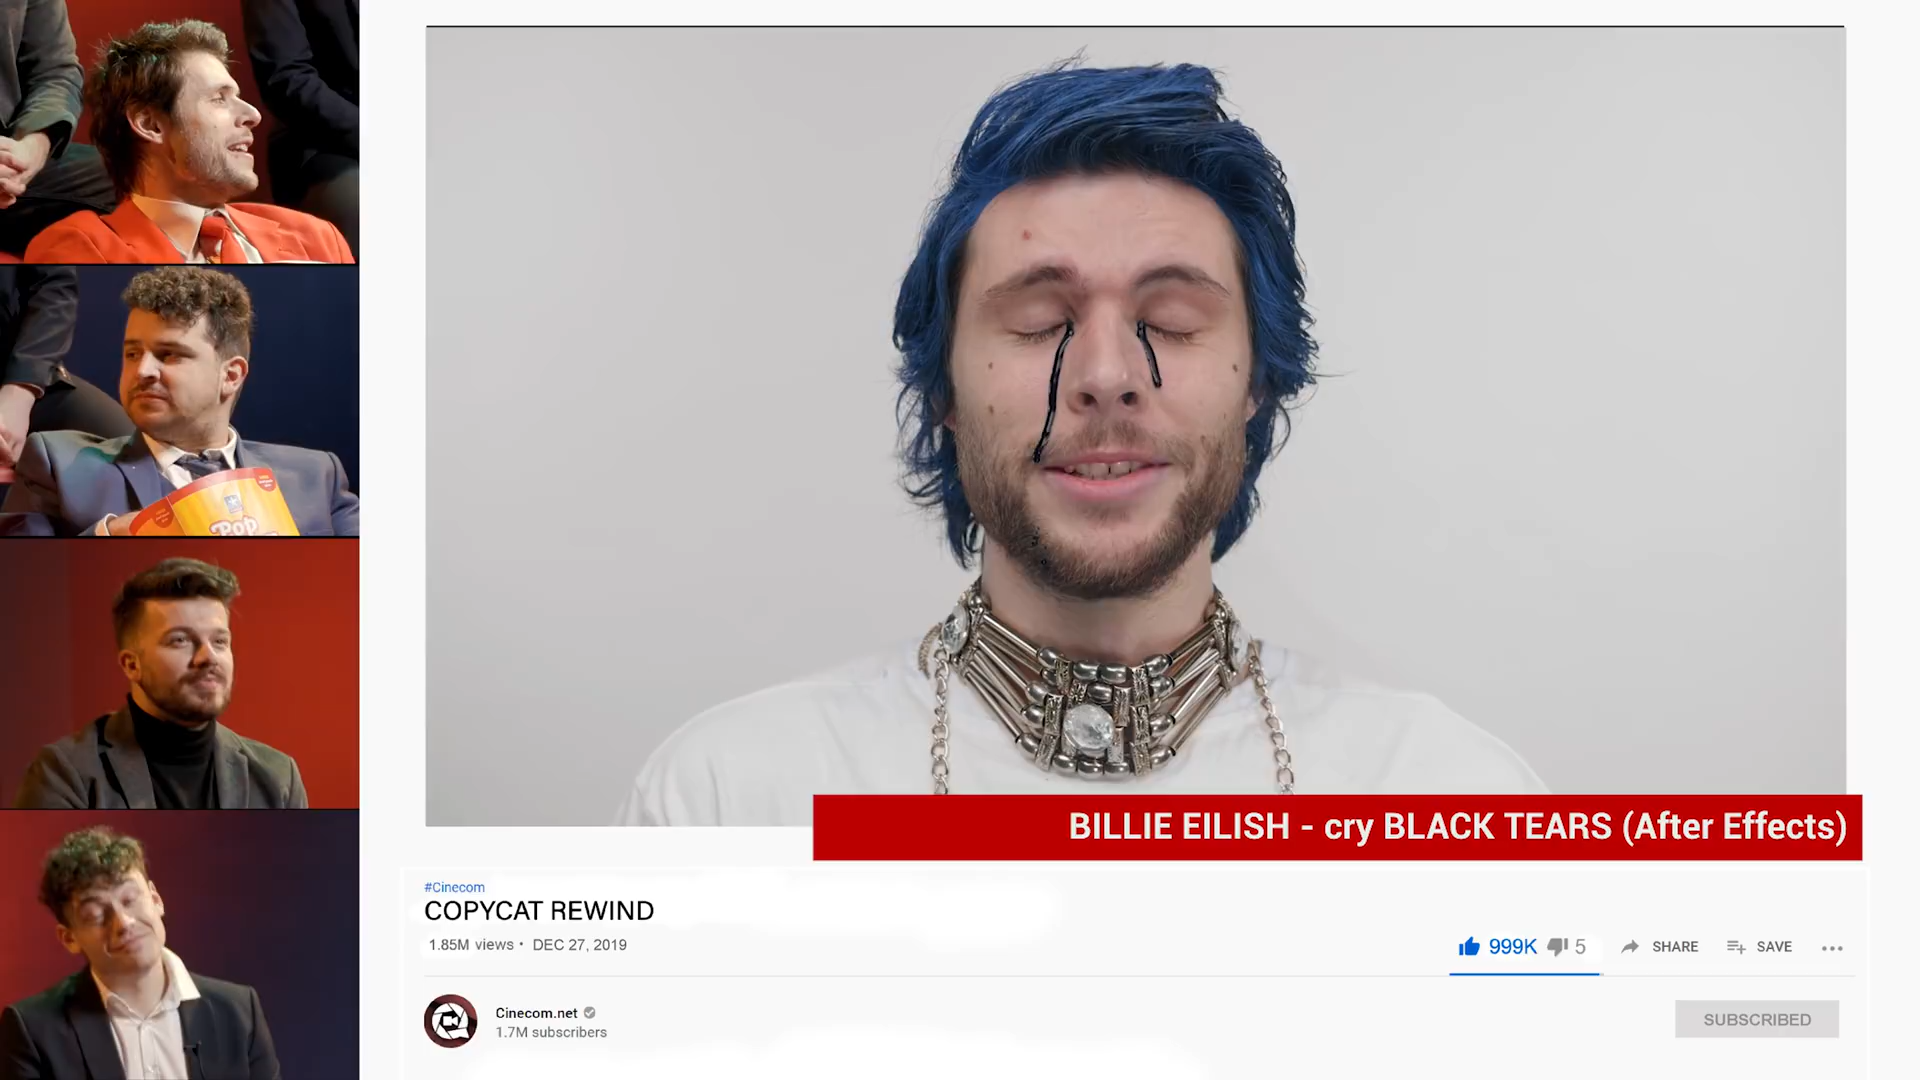 Pop
BILLIE EILISH - cry BLACK TEARS (After Effects)
#Cinecom
COPYCAT REWIND
1.85M views • DEC 27, 2019
999K 5 SHARE SAVE
Cinecom.net
1.7M subscribers
SUBSCRIBED